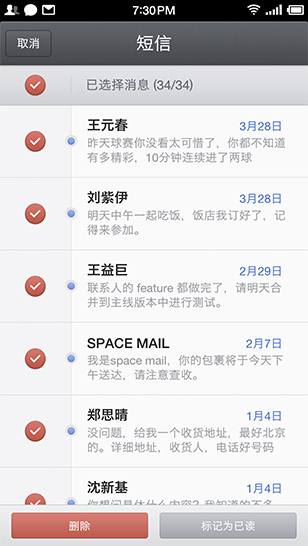 7:30PM
取消
短信
已选择消息 (34/34)
王元春
3月28日
昨天球赛你没看太可惜了，你都不知道
有多精彩，10分钟连续进了两球
刘紫伊
3月28日
明天中午一起吃饭，饭店我订好了，记
得来参加。
王益巨
2月29日
联系人的 feature 都做完了，请明天合
并到主线版本中进行测试。
SPACE MAIL
2月7日
我是space mail，你的包裹将于今天下
午送达，请注意查收。
郑思晴
1月4日
没问题，给我一个收货地址，最好北京
的。详细地址，收货人，电话好号码
沈新基
1月4日
删除
标记为已读